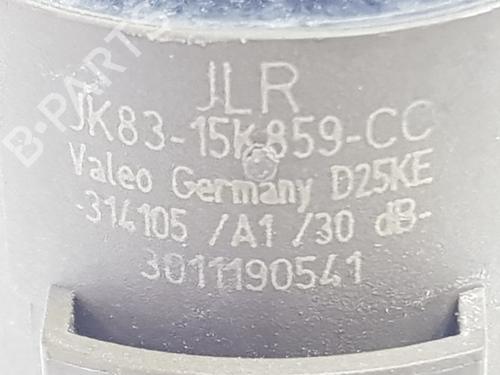 B-PARTS
JLR
JK83-15K859-CC
Valeo Germany D25KE
-314105 /A1 /30 dB-
3011190541